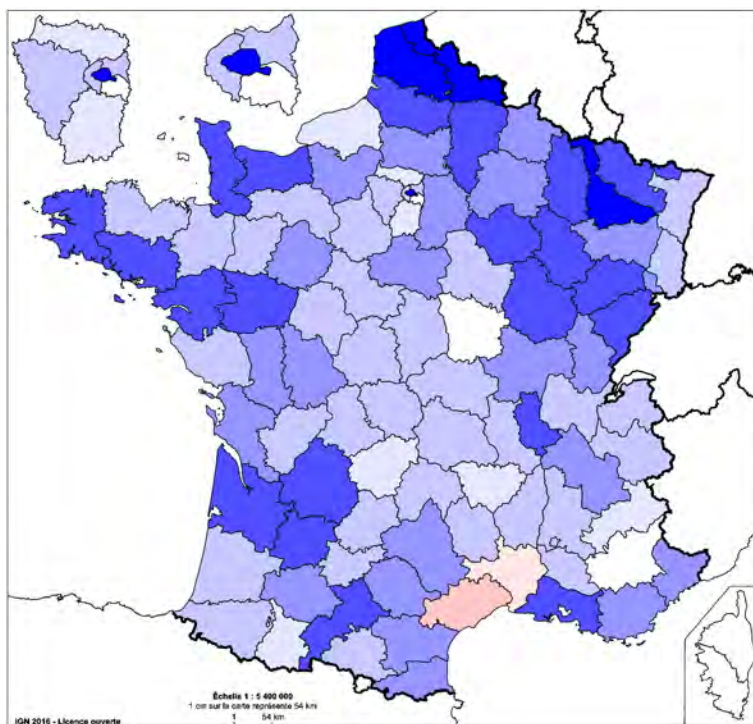 Échelle 1 : 5 400 000
1 cm sur la carte représente 54 km
1 54 km
IGN 2016 - Licence ouverte